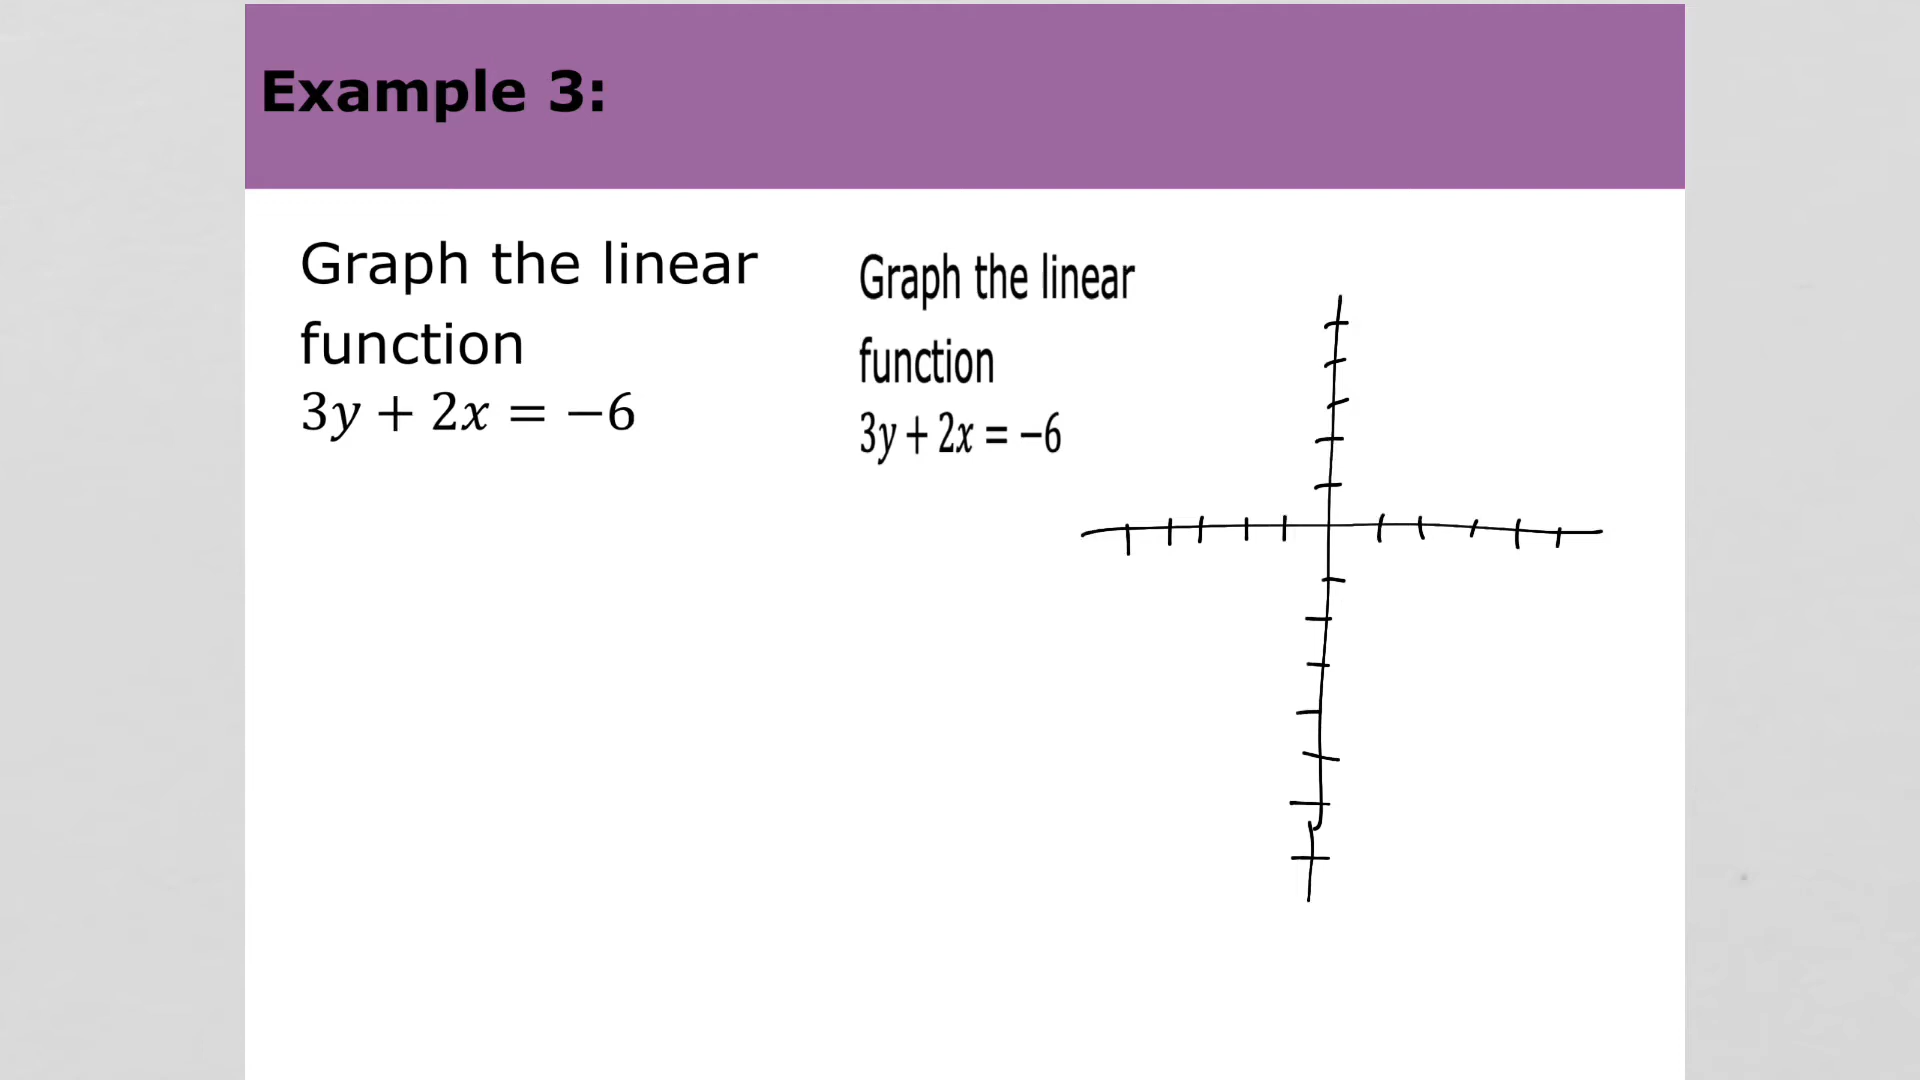 Example 3:
Graph the linear
function
3y + 2x = −6
Graph the linear
function
3y + 2x = −6